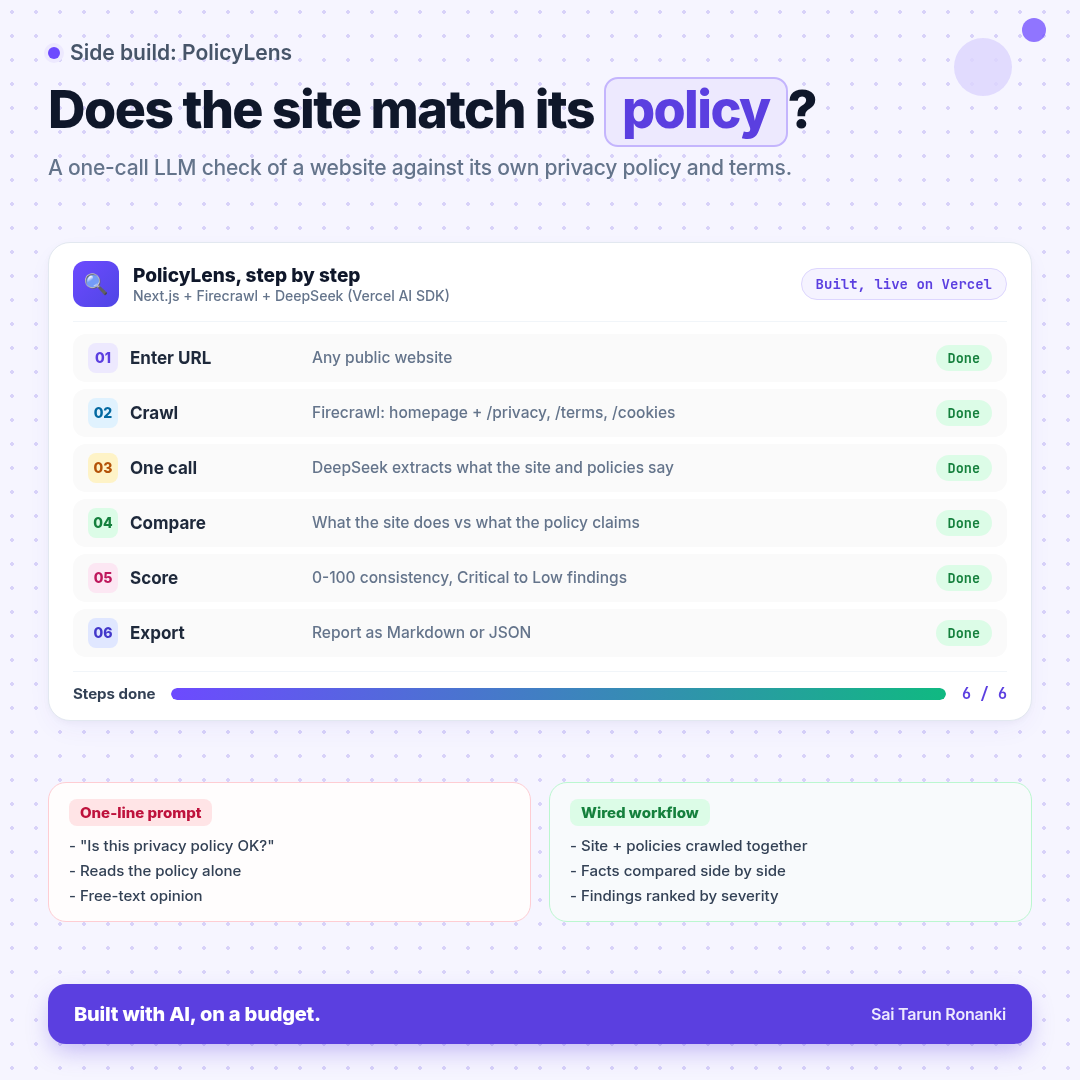 Side build: PolicyLens
Does the site match its policy?
A one-call LLM check of a website against its own privacy policy and terms.
PolicyLens, step by step
Next.js + Firecrawl + DeepSeek (Vercel AI SDK)
Built, live on Vercel
01 Enter URL Any public website Done
02 Crawl Firecrawl: homepage + /privacy, /terms, /cookies Done
03 One call DeepSeek extracts what the site and policies say Done
04 Compare What the site does vs what the policy claims Done
05 Score 0-100 consistency, Critical to Low findings Done
06 Export Report as Markdown or JSON Done
Steps done 6 / 6
One-line prompt
- "Is this privacy policy OK?"
- Reads the policy alone
- Free-text opinion
Wired workflow
- Site + policies crawled together
- Facts compared side by side
- Findings ranked by severity
Built with AI, on a budget.
Sai Tarun Ronanki